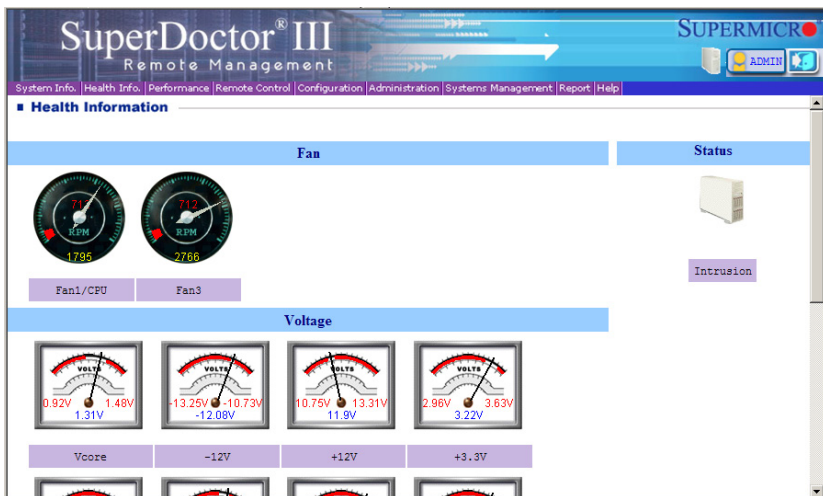 SuperDoctor® III
Remote Management
SUPERMICRO®
ADMIN
System Info. Health Info. Performance Remote Control Configuration Administration Systems Management Report Help
Health Information
Fan
Status
712
RPM
1795
712
RPM
2766
Fan1/CPU Fan3
Intrusion
Voltage
VOLTS
0.92V 1.48V
1.31V
VOLTS
-13.25V -10.73V
-12.08V
VOLTS
10.75V 13.31V
11.9V
VOLTS
2.96V 3.63V
3.22V
Vcore -12V +12V +3.3V